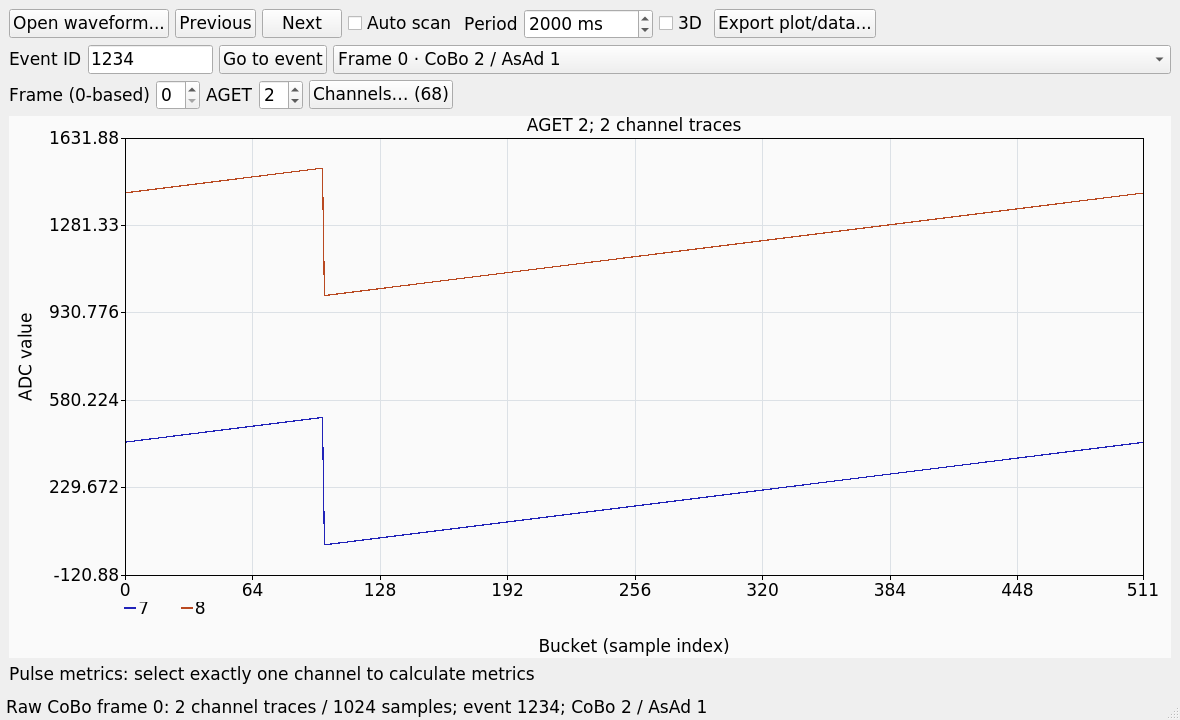 Open waveform... Previous Next Auto scan Period 2000 ms 3D Export plot/data...
Event ID 1234 Go to event Frame 0 · CoBo 2 / AsAd 1
Frame (0-based) 0 AGET 2 Channels... (68)
AGET 2; 2 channel traces
1631.88
1281.33
930.776
580.224
229.672
-120.88
ADC value
0 64 128 192 256 320 384 448 511
7 8
Bucket (sample index)
Pulse metrics: select exactly one channel to calculate metrics
Raw CoBo frame 0: 2 channel traces / 1024 samples; event 1234; CoBo 2 / AsAd 1